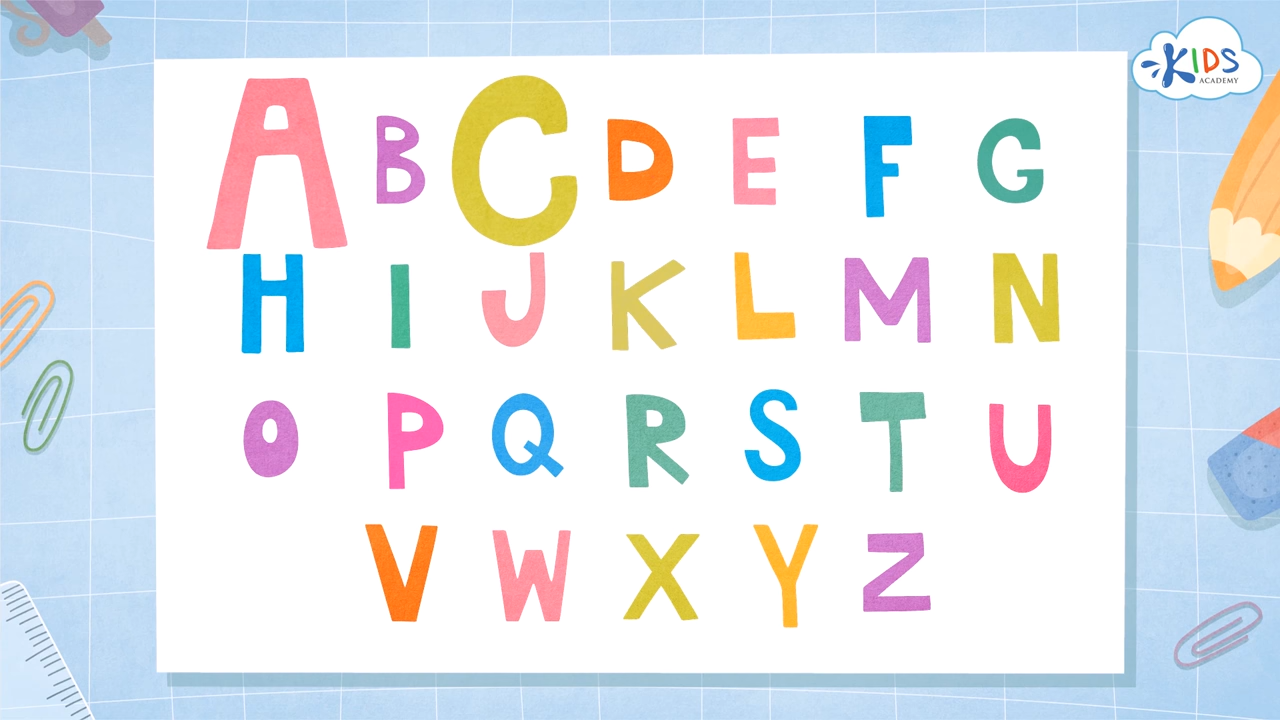 KIDS
ACADEMY
A B C D E F G
H I J K L M N
O P Q R S T U
V W X Y Z